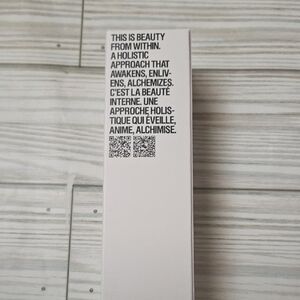 THIS IS BEAUTY
FROM WITHIN.
A HOLISTIC
APPROACH THAT
AWAKENS, ENLIV-
ENS, ALCHEMIZES.
C'EST LA BEAUTÉ
INTERNE. UNE
APPROCHE HOLIS-
TIQUE QUI ÉVEILLE,
ANIME, ALCHIMISE.